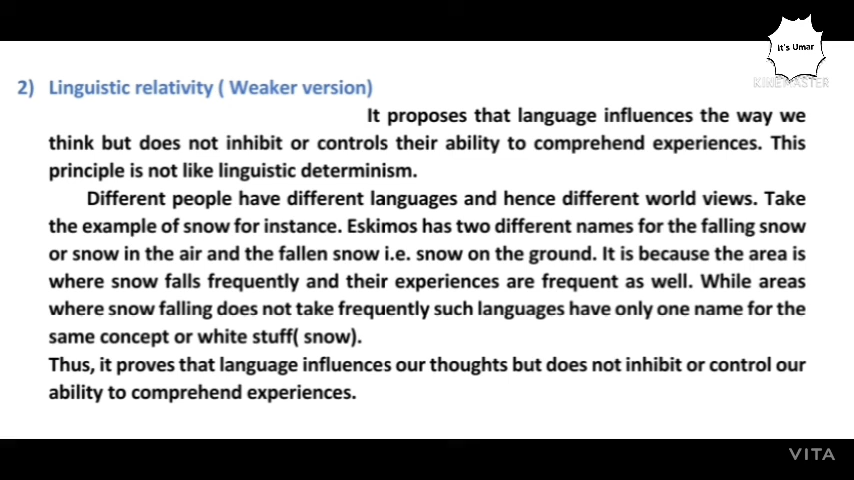 It's Umar
KINEMASTER
2) Linguistic relativity ( Weaker version)
It proposes that language influences the way we
think but does not inhibit or controls their ability to comprehend experiences. This
principle is not like linguistic determinism.
Different people have different languages and hence different world views. Take
the example of snow for instance. Eskimos has two different names for the falling snow
or snow in the air and the fallen snow i.e. snow on the ground. It is because the area is
where snow falls frequently and their experiences are frequent as well. While areas
where snow falling does not take frequently such languages have only one name for the
same concept or white stuff( snow).
Thus, it proves that language influences our thoughts but does not inhibit or control our
ability to comprehend experiences.
VITA